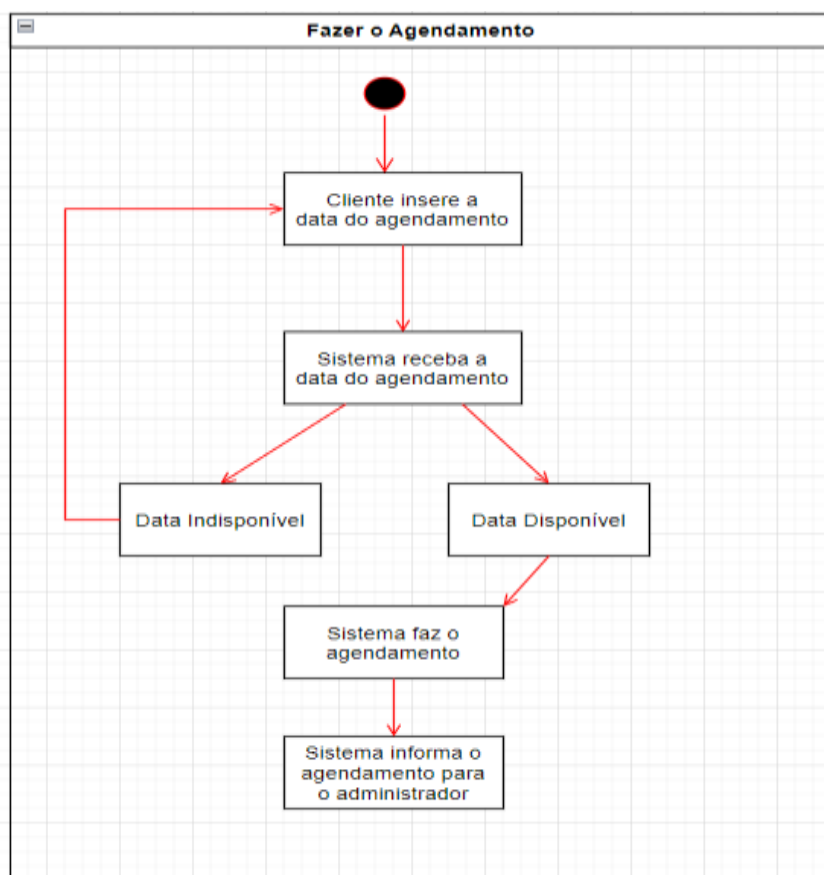 Fazer o Agendamento
Cliente insere a
data do agendamento
Sistema receba a
data do agendamento
Data Indisponível
Data Disponível
Sistema faz o
agendamento
Sistema informa o
agendamento para
o administrador